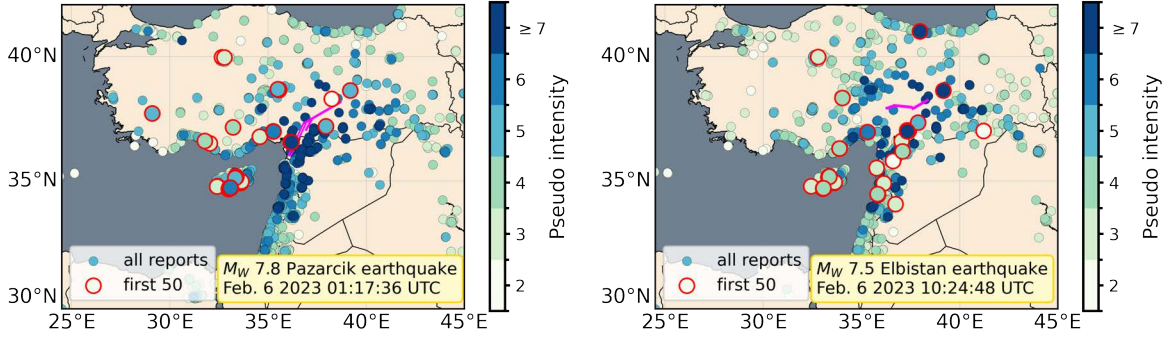 40°N
35°N
30°N
25°E
30°E
35°E
40°E
45°E
all reports
first 50
Mw 7.8 Pazarcik earthquake
Feb. 6 2023 01:17:36 UTC
≥ 7
6
5
4
3
2
Pseudo intensity
40°N
35°N
30°N
25°E
30°E
35°E
40°E
45°E
all reports
first 50
Mw 7.5 Elbistan earthquake
Feb. 6 2023 10:24:48 UTC
≥ 7
6
5
4
3
2
Pseudo intensity